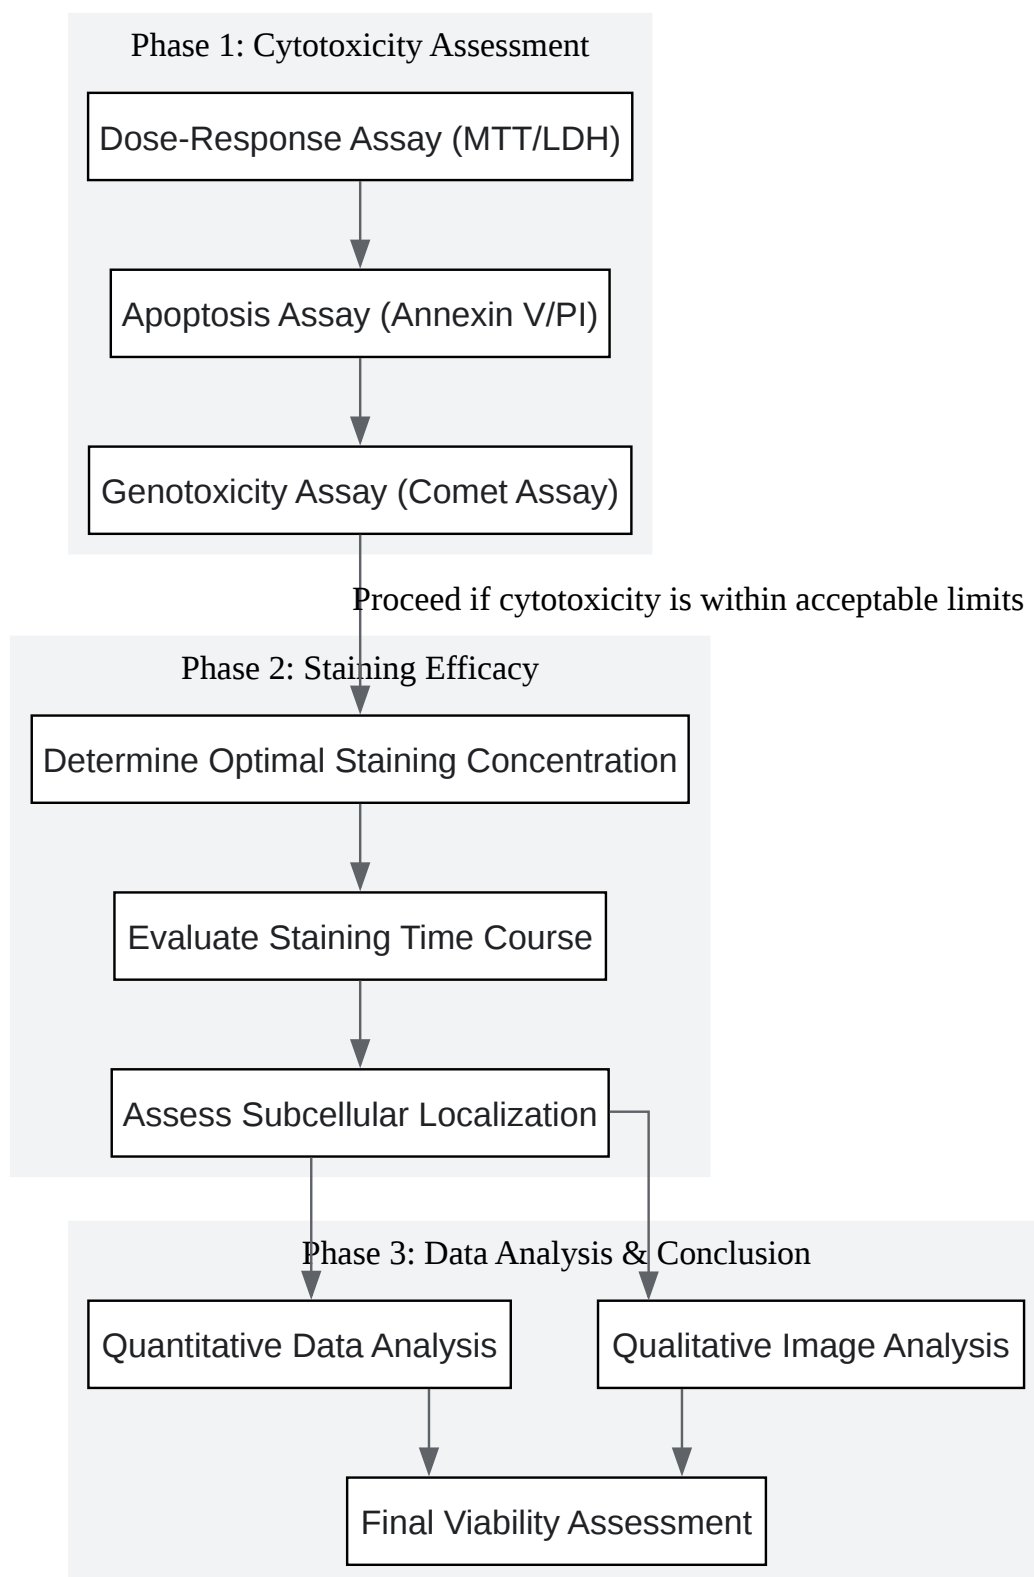 Phase 1: Cytotoxicity Assessment
Dose-Response Assay (MTT/LDH)
Apoptosis Assay (Annexin V/PI)
Genotoxicity Assay (Comet Assay)
Proceed if cytotoxicity is within acceptable limits
Phase 2: Staining Efficacy
Determine Optimal Staining Concentration
Evaluate Staining Time Course
Assess Subcellular Localization
Phase 3: Data Analysis & Conclusion
Quantitative Data Analysis
Qualitative Image Analysis
Final Viability Assessment